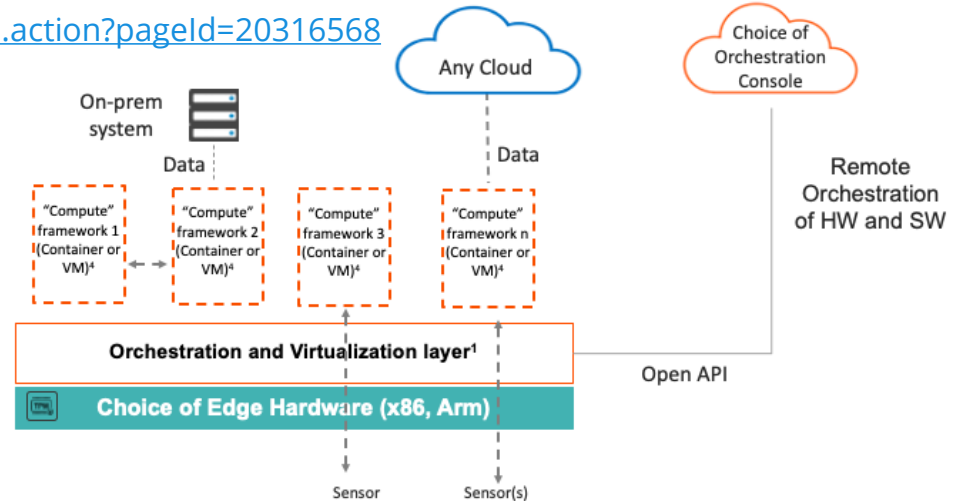 .action?pageId=20316568
Any Cloud
Choice of
Orchestration
Console
On-prem
system
Data
Data
Remote
Orchestration
of HW and SW
"Compute"
framework 1
(Container or
VM)⁴
"Compute"
framework 2
(Container or
VM)⁴
"Compute"
framework 3
(Container or
VM)⁴
"Compute"
framework n
(Container or
VM)⁴
Orchestration and Virtualization layer¹
Open API
TPM
Choice of Edge Hardware (x86, Arm)
Sensor
Sensor(s)